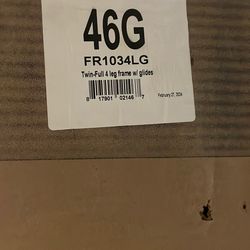 46G
FR1034LG
Twin-Full 4 leg frame w/ glides
8 17901 02146 7
February 27, 2024